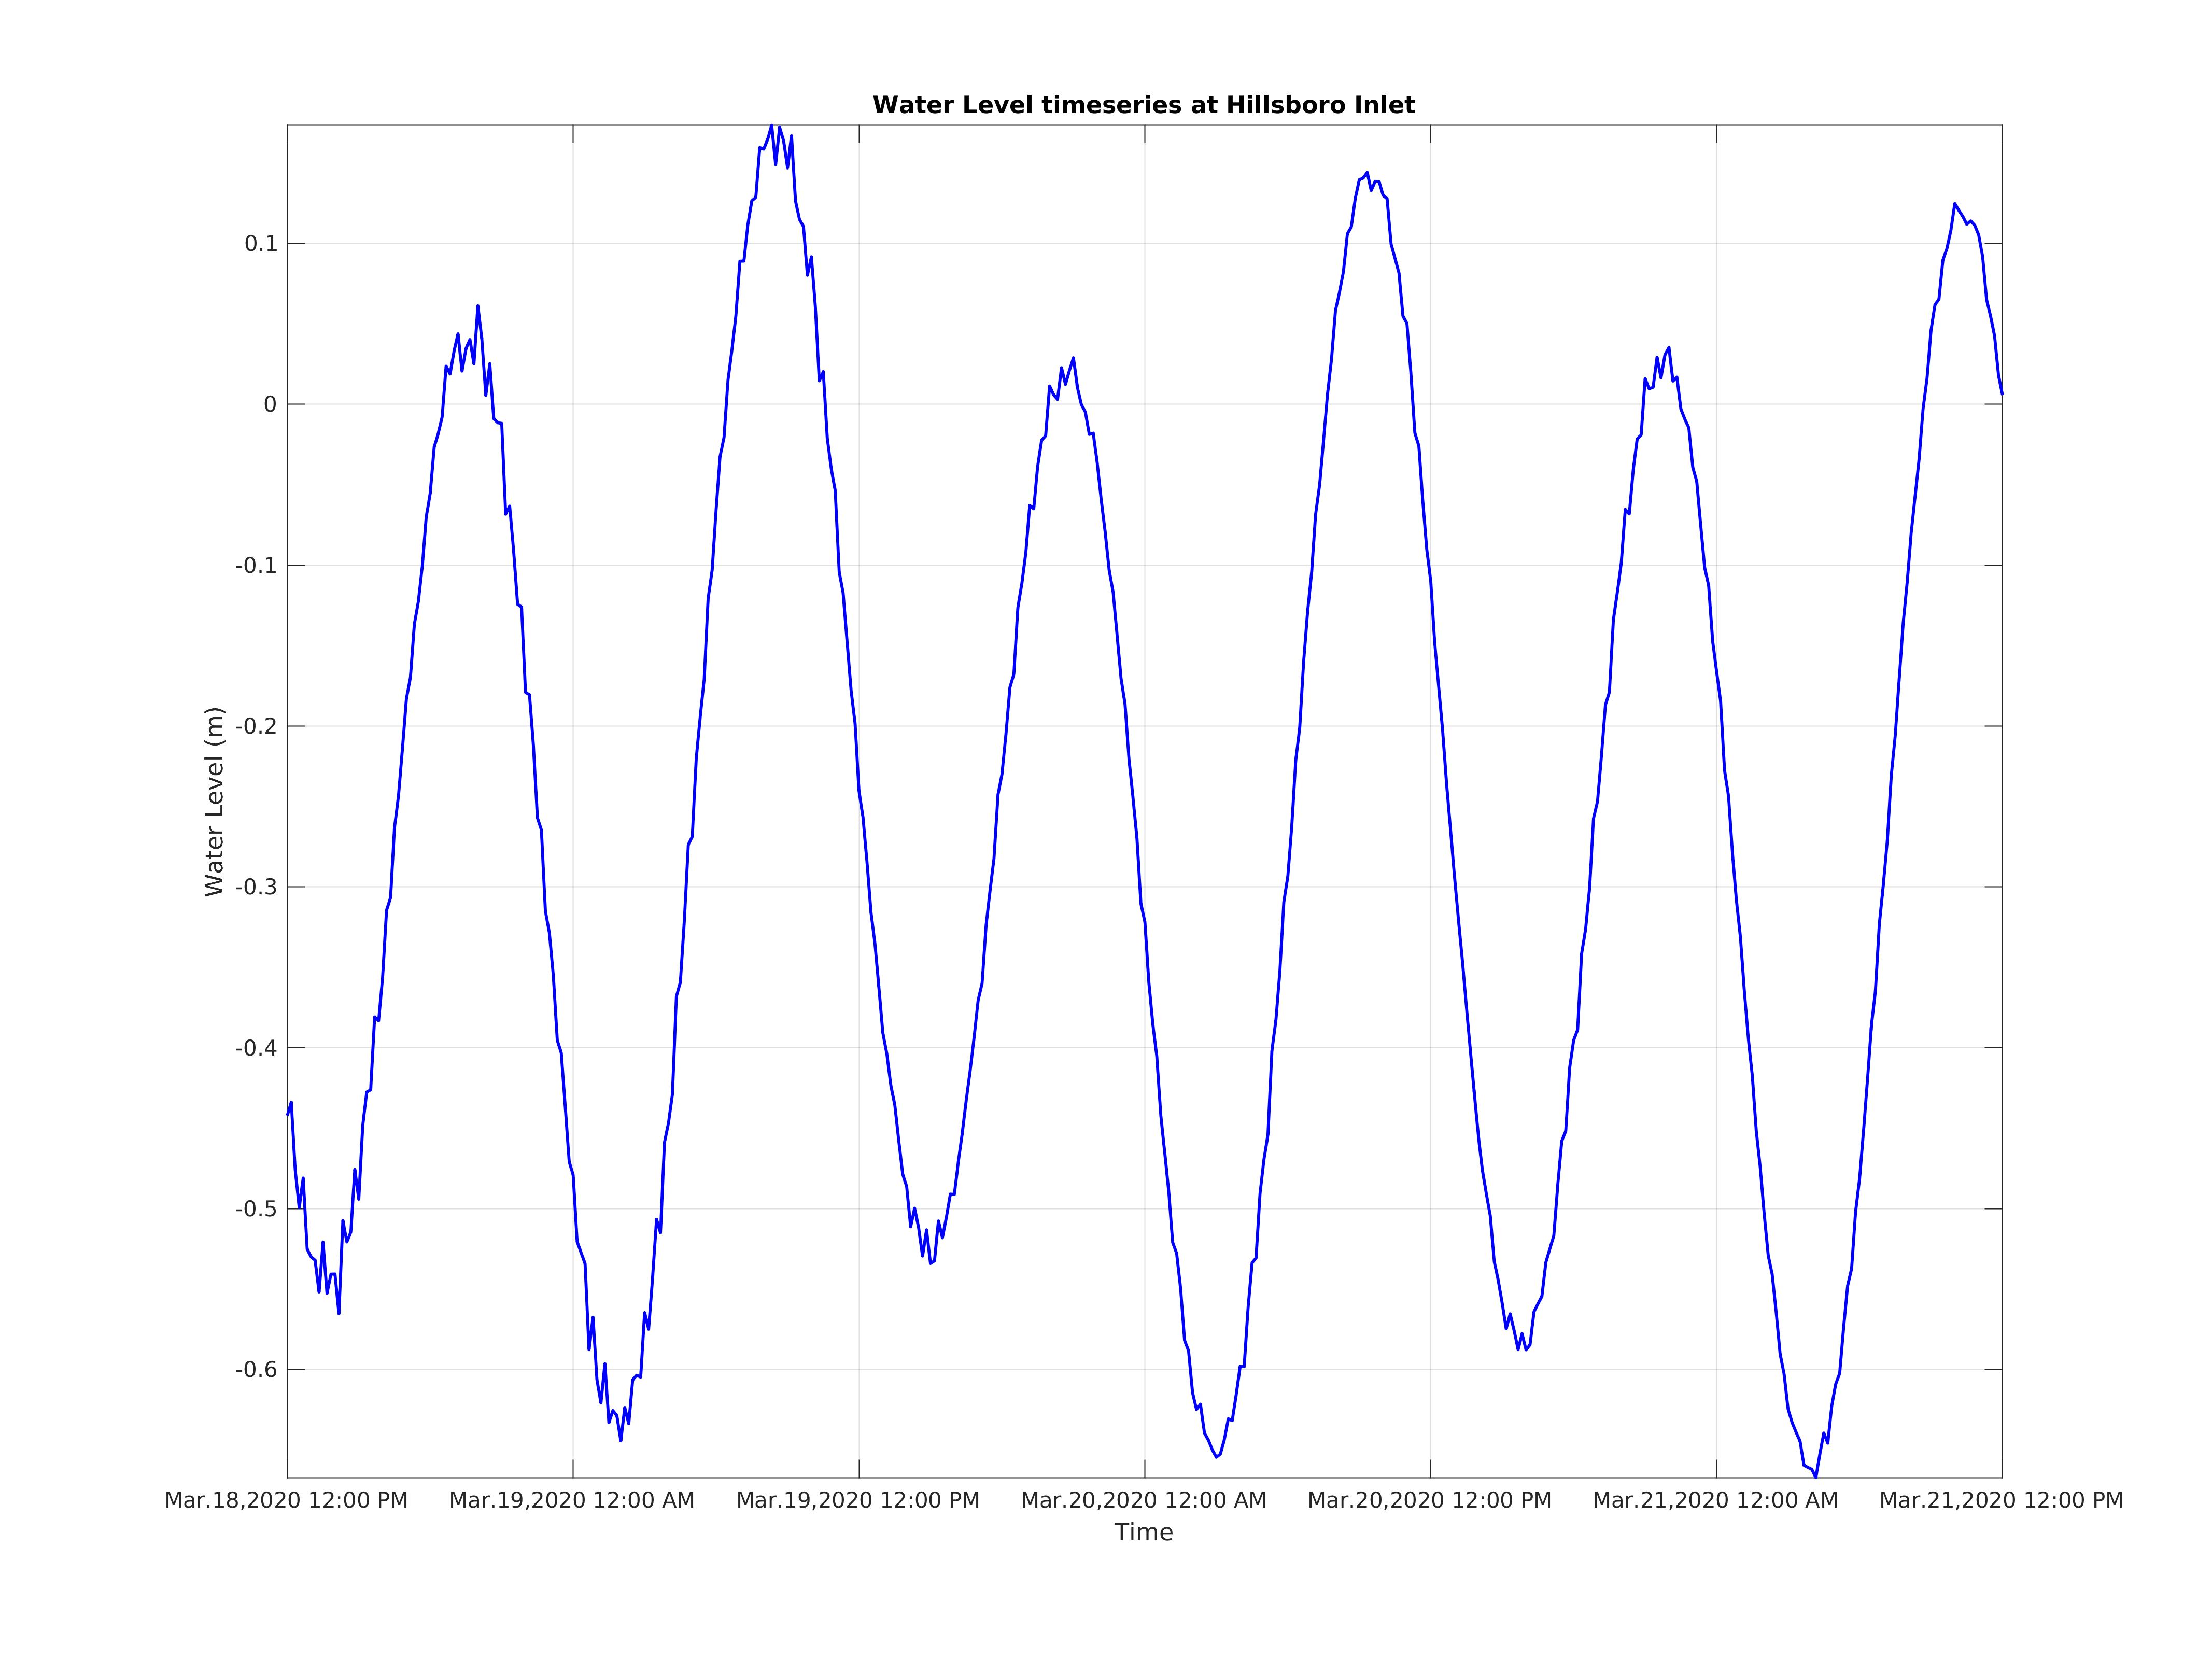 Water Level timeseries at Hillsboro Inlet
0.1
0
-0.1
-0.2
-0.3
-0.4
-0.5
-0.6
Water Level (m)
Mar.18,2020 12:00 PM
Mar.19,2020 12:00 AM
Mar.19,2020 12:00 PM
Mar.20,2020 12:00 AM
Mar.20,2020 12:00 PM
Mar.21,2020 12:00 AM
Mar.21,2020 12:00 PM
Time